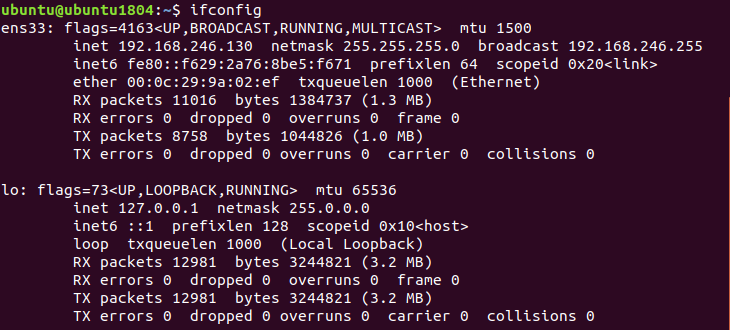 ubuntu@ubuntu1804:~$ ifconfig
ens33: flags=4163<UP,BROADCAST,RUNNING,MULTICAST>  mtu 1500
        inet 192.168.246.130  netmask 255.255.255.0  broadcast 192.168.246.255
        inet6 fe80::f629:2a76:8be5:f671  prefixlen 64  scopeid 0x20<link>
        ether 00:0c:29:9a:02:ef  txqueuelen 1000  (Ethernet)
        RX packets 11016  bytes 1384737 (1.3 MB)
        RX errors 0  dropped 0  overruns 0  frame 0
        TX packets 8758  bytes 1044826 (1.0 MB)
        TX errors 0  dropped 0 overruns 0  carrier 0  collisions 0

lo: flags=73<UP,LOOPBACK,RUNNING>  mtu 65536
        inet 127.0.0.1  netmask 255.0.0.0
        inet6 ::1  prefixlen 128  scopeid 0x10<host>
        loop  txqueuelen 1000  (Local Loopback)
        RX packets 12981  bytes 3244821 (3.2 MB)
        RX errors 0  dropped 0  overruns 0  frame 0
        TX packets 12981  bytes 3244821 (3.2 MB)
        TX errors 0  dropped 0 overruns 0  carrier 0  collisions 0